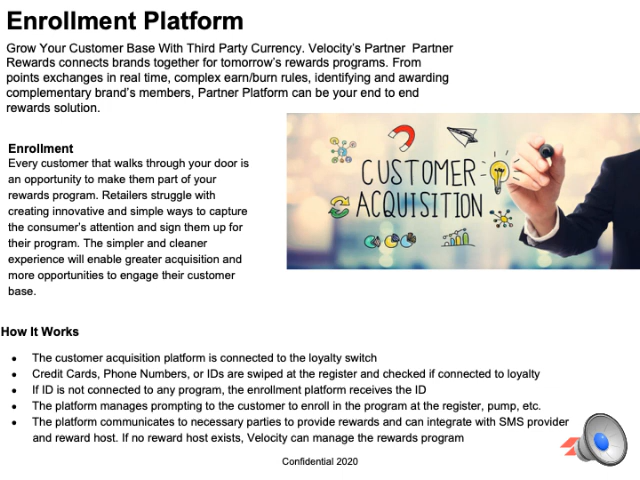 Enrollment Platform
Grow Your Customer Base With Third Party Currency. Velocity's Partner  Partner
Rewards connects brands together for tomorrow's rewards programs. From
points exchanges in real time, complex earn/burn rules, identifying and awarding
complementary brand's members, Partner Platform can be your end to end
rewards solution.
Enrollment
Every customer that walks through your door is
an opportunity to make them part of your
rewards program. Retailers struggle with
creating innovative and simple ways to capture
the consumer's attention and sign them up for
their program. The simpler and cleaner
experience will enable greater acquisition and
more opportunities to engage their customer
base.
CUSTOMER
ACQUISITION
How It Works
• The customer acquisition platform is connected to the loyalty switch
• Credit Cards, Phone Numbers, or IDs are swiped at the register and checked if connected to loyalty
• If ID is not connected to any program, the enrollment platform receives the ID
• The platform manages prompting to the customer to enroll in the program at the register, pump, etc.
• The platform communicates to necessary parties to provide rewards and can integrate with SMS provider
and reward host. If no reward host exists, Velocity can manage the rewards program
Confidential 2020